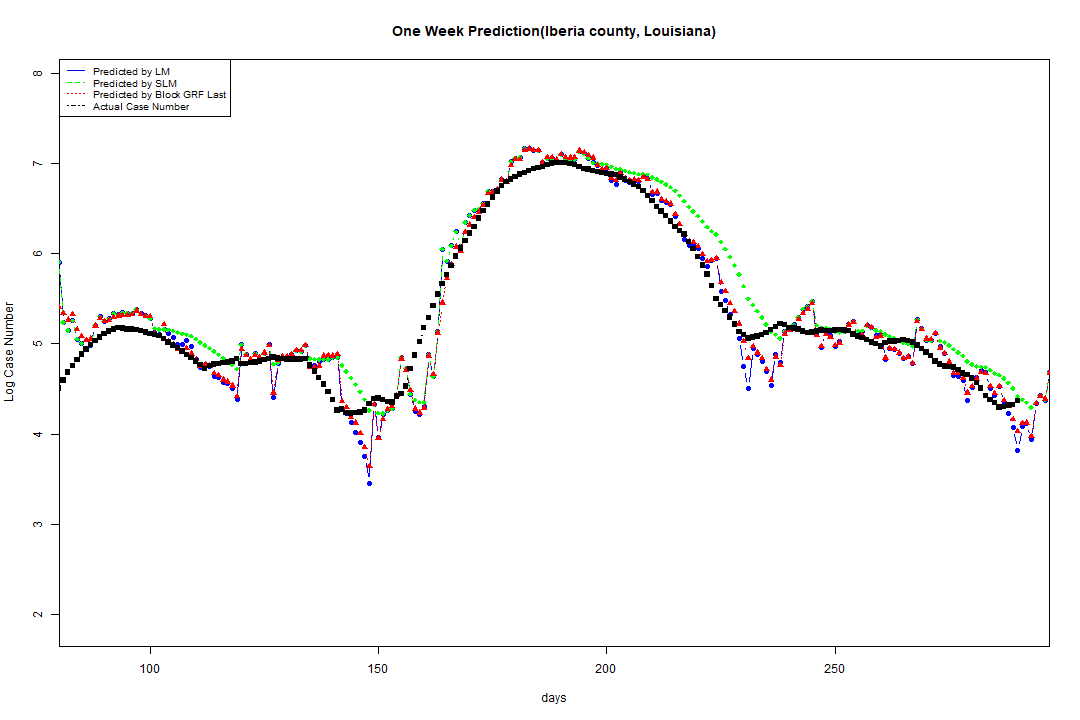 One Week Prediction(Iberia county, Louisiana)
Predicted by LM
Predicted by SLM
Predicted by Block GRF Last
Actual Case Number
8
7
6
5
4
3
2
Log Case Number
100 150 200 250
days